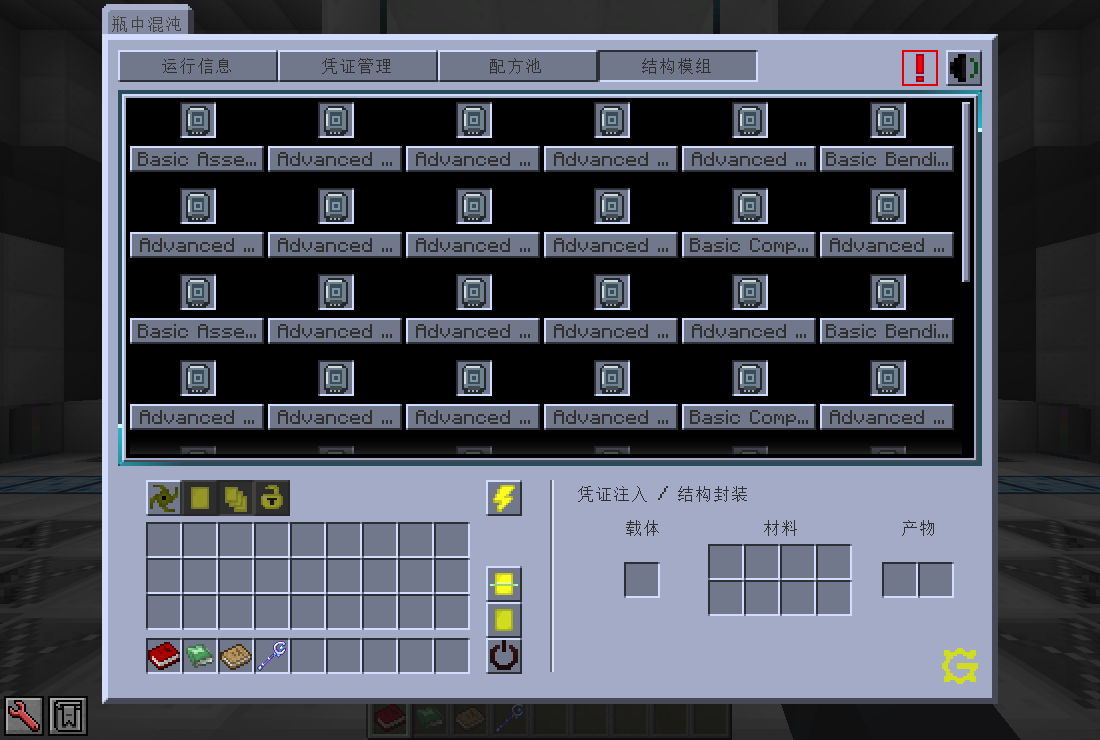 瓶中混沌
运行信息 凭证管理 配方池 结构模组
Basic Asse... Advanced ... Advanced ... Advanced ... Advanced ... Basic Bendi...
Advanced ... Advanced ... Advanced ... Advanced ... Basic Comp... Advanced ...
Basic Asse... Advanced ... Advanced ... Advanced ... Advanced ... Basic Bendi...
Advanced ... Advanced ... Advanced ... Advanced ... Basic Comp... Advanced ...
凭证注入 / 结构封装
载体 材料 产物